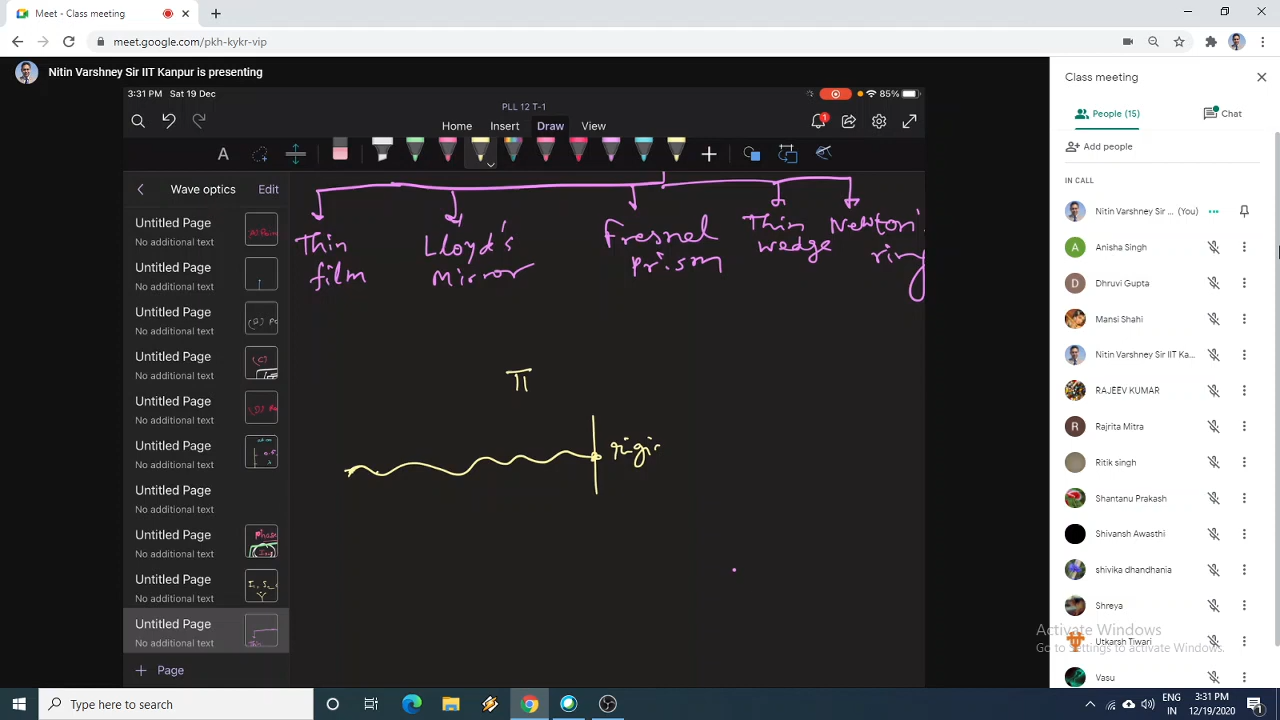 Meet - Class meeting
meet.google.com/pkh-kykr-vip
Nitin Varshney Sir IIT Kanpur is presenting
3:31 PM Sat 19 Dec
85%
PLL 12 T-1
Home Insert Draw View
1
A
Wave optics Edit
Untitled Page
No additional text
Untitled Page
No additional text
Untitled Page
No additional text
Untitled Page
No additional text
Untitled Page
No additional text
Untitled Page
No additional text
Untitled Page
No additional text
Untitled Page
No additional text
Untitled Page
No additional text
Untitled Page
No additional text
+ Page
Thin film
Lloyd's Mirror
Fresnel Prism
Thin wedge
Newton's ring
π
rigi
Class meeting
People (15)
Chat
Add people
IN CALL
Nitin Varshney Sir ... (You)
A Anisha Singh
D Dhruvi Gupta
Mansi Shahi
Nitin Varshney Sir IIT Ka...
RAJEEV KUMAR
R Rajrita Mitra
Ritik singh
Shantanu Prakash
Shivansh Awasthi
shivika dhandhania
Shreya
Utkarsh Tiwari
Vasu
Activate Windows
Go to Settings to activate Windows.
Type here to search
ENG
IN
3:31 PM
12/19/2020
1